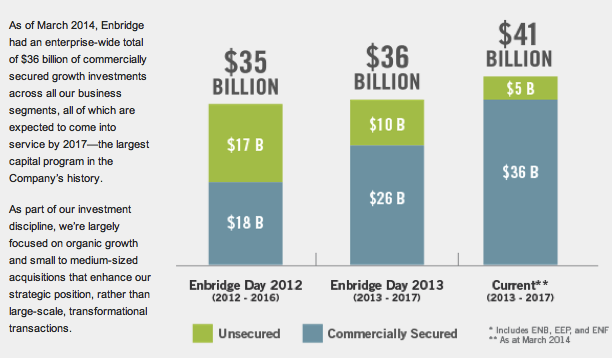 As of March 2014, Enbridge
had an enterprise-wide total
of $36 billion of commercially
secured growth investments
across all our business
segments, all of which are
expected to come into
service by 2017—the largest
capital program in the
Company's history.
As part of our investment
discipline, we're largely
focused on organic growth
and small to medium-sized
acquisitions that enhance our
strategic position, rather than
large-scale, transformational
transactions.
$35
BILLION
$17 B
$18 B
Enbridge Day 2012
(2012 - 2016)
$36
BILLION
$10 B
$26 B
Enbridge Day 2013
(2013 - 2017)
$41
BILLION
$5 B
$36 B
Current**
(2013 - 2017)
Unsecured
Commercially Secured
* Includes ENB, EEP, and ENF
** As at March 2014